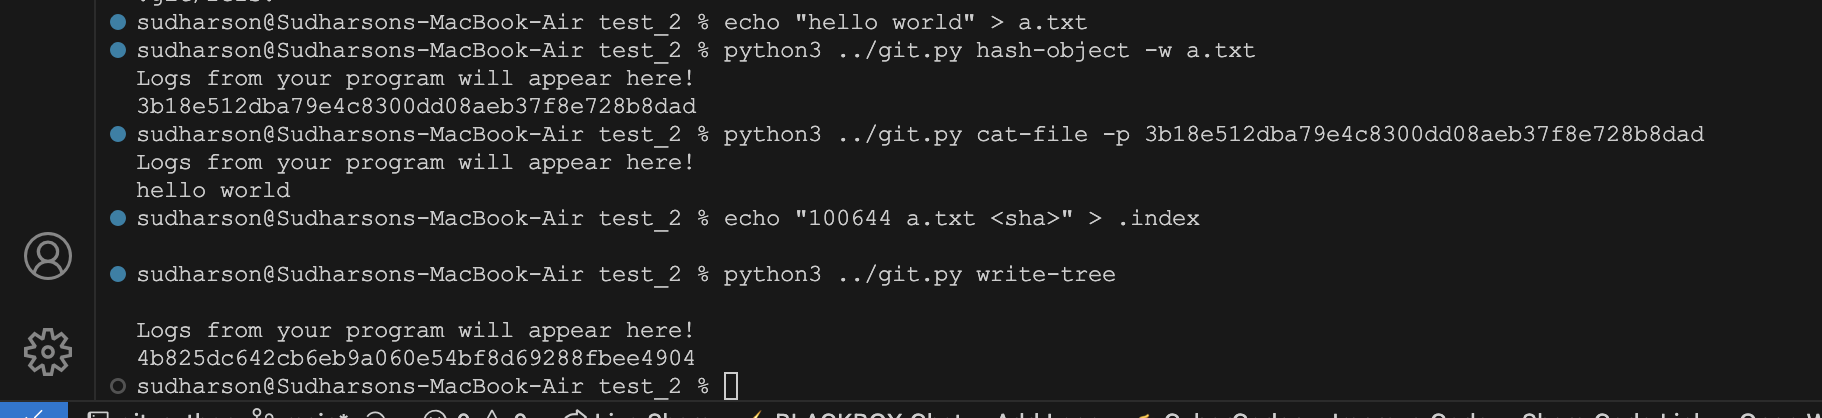 sudharson@Sudharsons-MacBook-Air test_2 % echo "hello world" > a.txt
sudharson@Sudharsons-MacBook-Air test_2 % python3 ../git.py hash-object -w a.txt
Logs from your program will appear here!
3b18e512dba79e4c8300dd08aeb37f8e728b8dad
sudharson@Sudharsons-MacBook-Air test_2 % python3 ../git.py cat-file -p 3b18e512dba79e4c8300dd08aeb37f8e728b8dad
Logs from your program will appear here!
hello world
sudharson@Sudharsons-MacBook-Air test_2 % echo "100644 a.txt <sha>" > .index
sudharson@Sudharsons-MacBook-Air test_2 % python3 ../git.py write-tree
Logs from your program will appear here!
4b825dc642cb6eb9a060e54bf8d69288fbee4904
sudharson@Sudharsons-MacBook-Air test_2 %